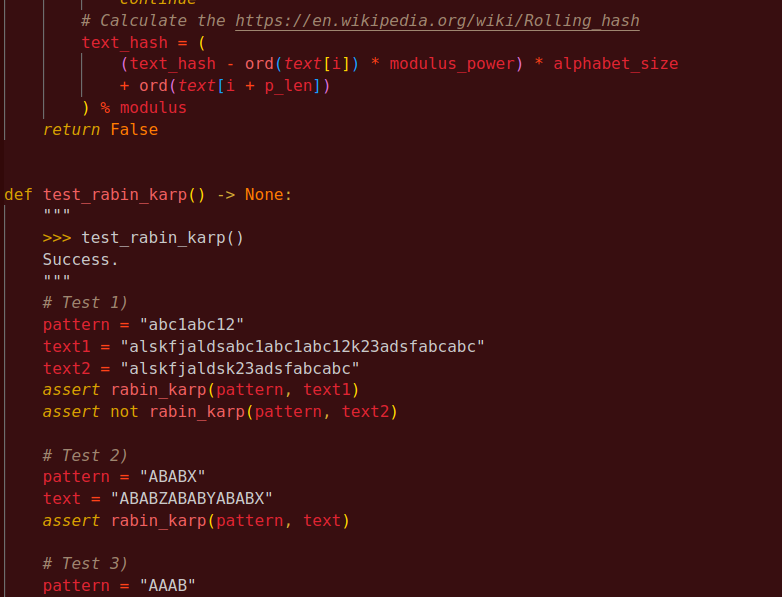 continue
# Calculate the https://en.wikipedia.org/wiki/Rolling_hash
text_hash = (
(text_hash - ord(text[i]) * modulus_power) * alphabet_size
+ ord(text[i + p_len])
) % modulus
return False
def test_rabin_karp() -> None:
"""
>>> test_rabin_karp()
Success.
"""
# Test 1)
pattern = "abc1abc12"
text1 = "alskfjaldsabc1abc1abc12k23adsfabcabc"
text2 = "alskfjaldsk23adsfabcabc"
assert rabin_karp(pattern, text1)
assert not rabin_karp(pattern, text2)
# Test 2)
pattern = "ABABX"
text = "ABABZABABYABABX"
assert rabin_karp(pattern, text)
# Test 3)
pattern = "AAAB"